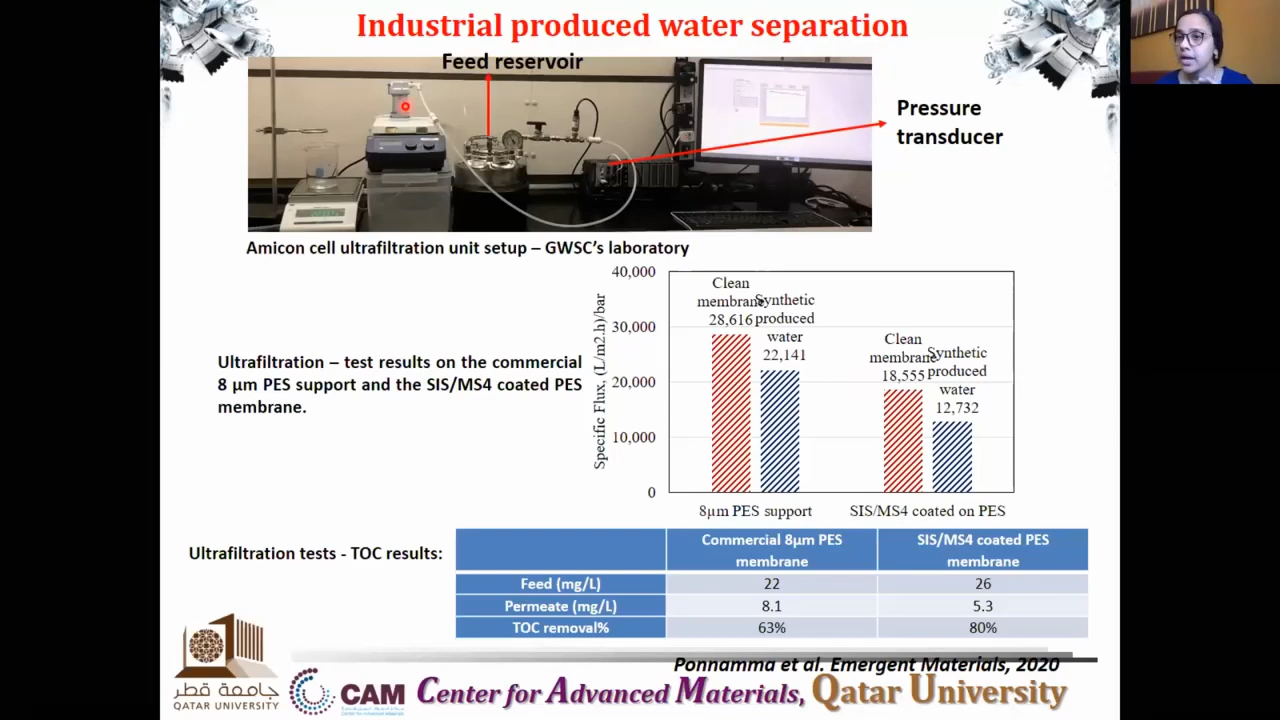 Industrial produced water separation
Feed reservoir
Pressure
transducer
Amicon cell ultrafiltration unit setup – GWSC's laboratory
Ultrafiltration – test results on the commercial
8 µm PES support and the SIS/MS4 coated PES
membrane.
Specific Flux, (L/m2.h)/bar
40,000
30,000
20,000
10,000
0
Clean
membrane
28,616
Synthetic
produced
water
22,141
Clean
membrane
18,555
Synthetic
produced
water
12,732
8µm PES support
SIS/MS4 coated on PES
Ultrafiltration tests - TOC results:
Commercial 8µm PES
membrane
SIS/MS4 coated PES
membrane
Feed (mg/L) 22 26
Permeate (mg/L) 8.1 5.3
TOC removal% 63% 80%
Ponnamma et al. Emergent Materials, 2020
جامعة قطر
QATAR UNIVERSITY
CAM
Center for Advanced Materials, Qatar University